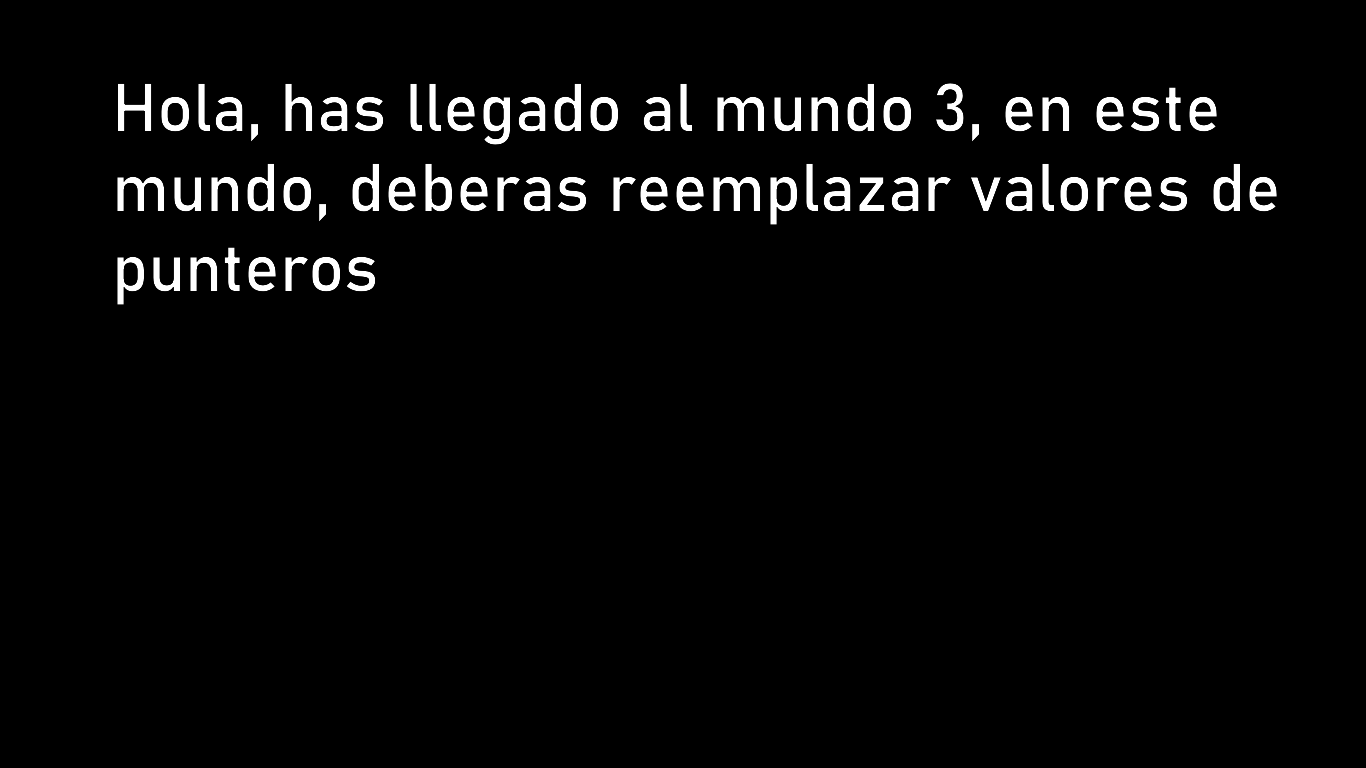 Hola, has llegado al mundo 3, en este
mundo, deberas reemplazar valores de
punteros